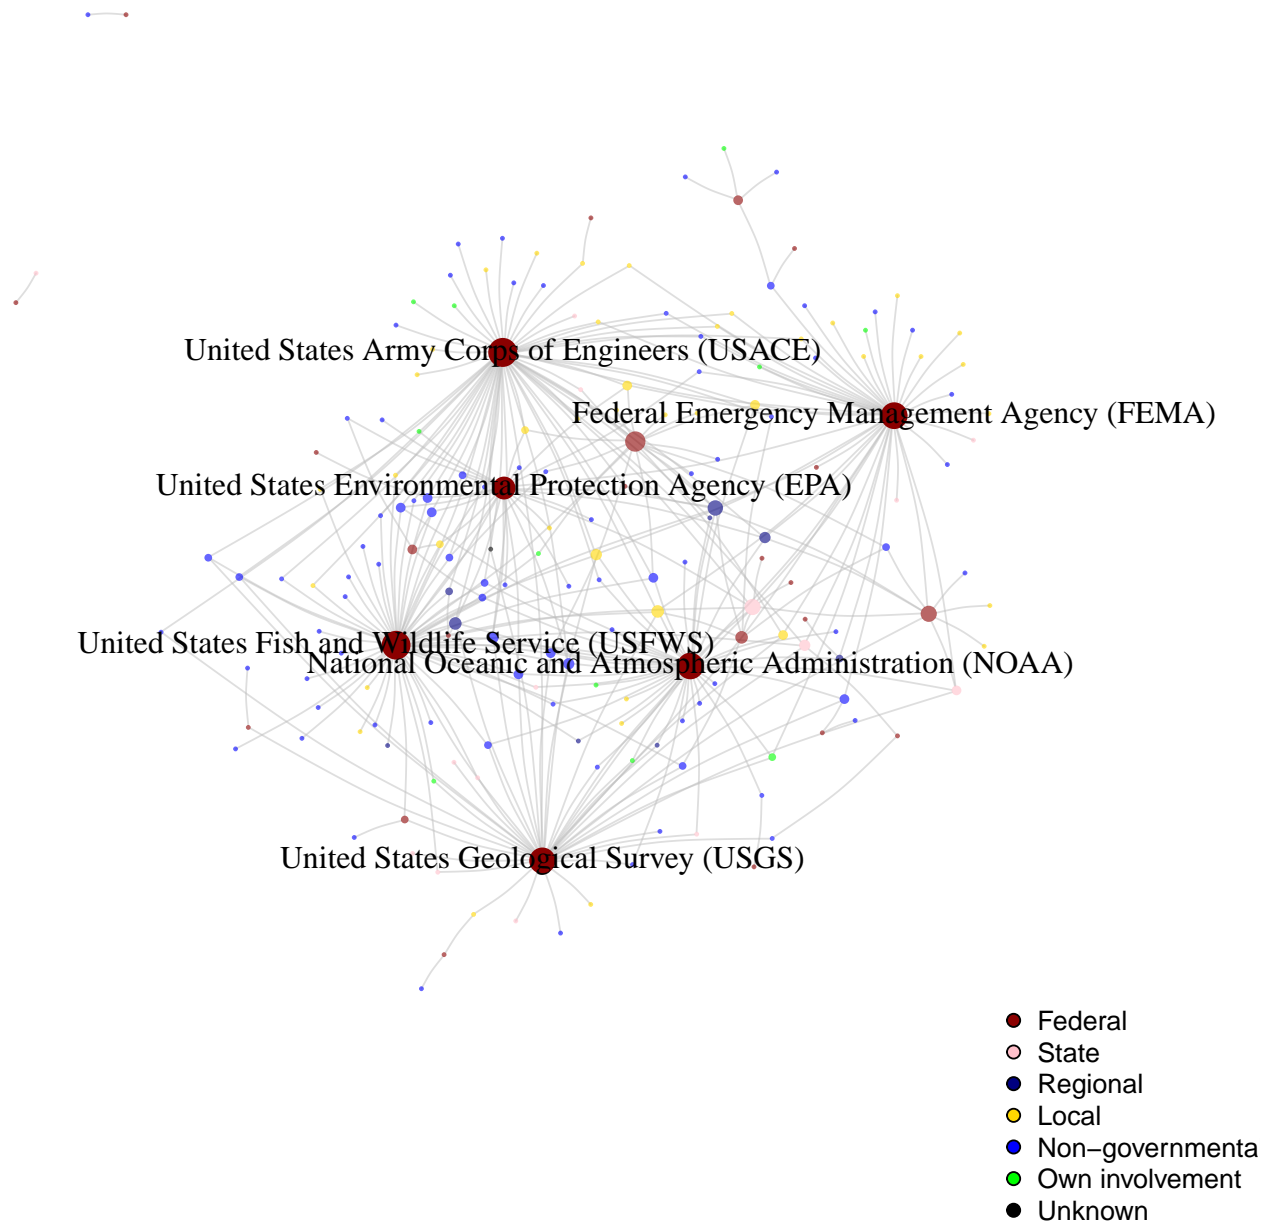 United States Army Corps of Engineers (USACE)
Federal Emergency Management Agency (FEMA)
United States Environmental Protection Agency (EPA)
United States Fish and Wildlife Service (USFWS)
National Oceanic and Atmospheric Administration (NOAA)
United States Geological Survey (USGS)
Federal
State
Regional
Local
Non−governmenta
Own involvement
Unknown